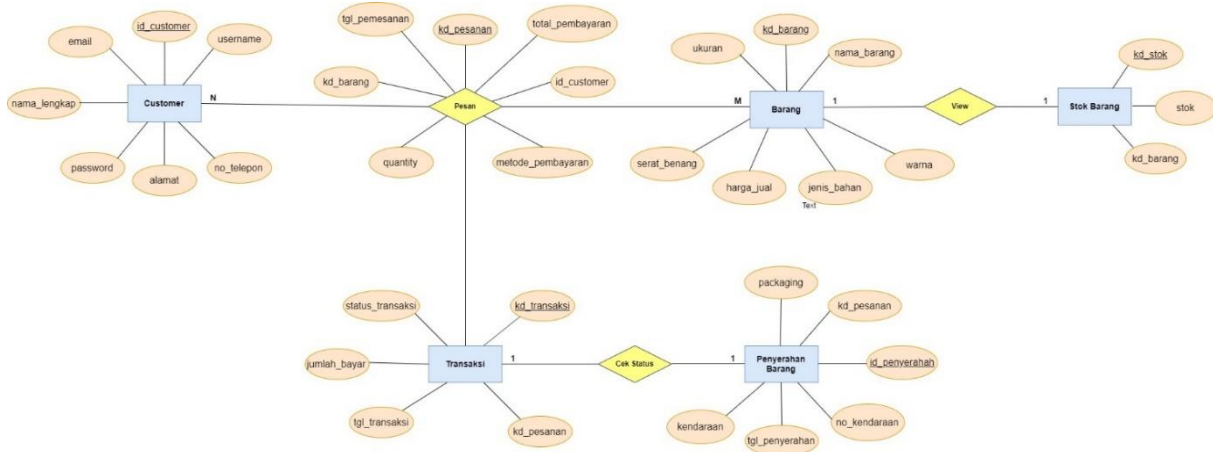 tgl_pemesanan
kd_pesanan
total_pembayaran
id_customer
email
username
ukuran
kd_barang
nama_barang
kd_stok
kd_barang
id_customer
nama_lengkap
Customer
N
Pesan
M
Barang
1
View
1
Stok Barang
stok
password
alamat
no_telepon
quantity
metode_pembayaran
serat_benang
harga_jual
jenis_bahan
warna
kd_barang
Text
packaging
status_transaksi
kd_transaksi
kd_pesanan
jumlah_bayar
Transaksi
1
Cek Status
1
Penyerahan
Barang
id_penyerahah
tgl_transaksi
kd_pesanan
kendaraan
tgl_penyerahan
no_kendaraan